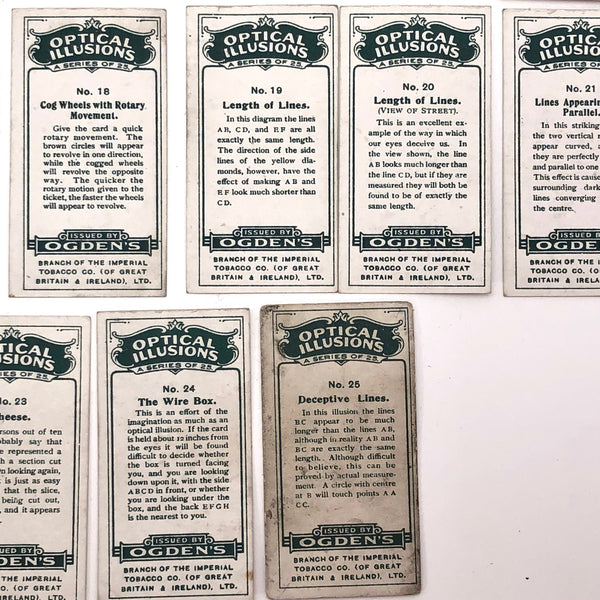 OPTICAL
ILLUSIONS
A SERIES OF 25.
No. 18
Cog Wheels with Rotary
Movement.
Give the card a quick
rotary movement. The
brown circles will appear
to revolve in one direction,
while the cogged wheels
will revolve the opposite
way. The quicker the
rotary motion given to the
ticket, the faster the wheels
will appear to revolve.
ISSUED BY
OGDEN'S
BRANCH OF THE IMPERIAL
TOBACCO CO. (OF GREAT
BRITAIN & IRELAND), LTD.
OPTICAL
ILLUSIONS
A SERIES OF 25.
No. 19
Length of Lines.
In this diagram the lines
AB, CD, and EF are all
exactly the same length.
The direction of the side
lines of the yellow dia-
monds, however, have the
effect of making AB and
EF look much shorter than
CD.
ISSUED BY
OGDEN'S
BRANCH OF THE IMPERIAL
TOBACCO CO. (OF GREAT
BRITAIN & IRELAND), LTD.
OPTICAL
ILLUSIONS
A SERIES OF 25.
No. 20
Length of Lines.
(VIEW OF STREET).
This is an excellent ex-
ample of the way in which
our eyes deceive us. In
the view shown, the line
AB looks much longer than
the line CD, but if they are
measured they will both be
found to be of exactly the
same length.
ISSUED BY
OGDEN'S
BRANCH OF THE IMPERIAL
TOBACCO CO. (OF GREAT
BRITAIN & IRELAND), LTD.
OPTI
ILLUSI
A SERIES
No. 21
Lines Appearin
Parallel.
In this striking
the two vertical
appear curved, a
they are perfectly
and parallel to one
This effect is cause
surrounding dark
lines converging
the centre.
ISSUED
OGDE
BRANCH OF THE
TOBACCO CO. (O
BRITAIN & IREL
OPTICAL
ILLUSIONS
A SERIES OF 25.
No. 23
heese.
rsons out of ten
obably say that
e represented a
h a section cut
n looking again,
t is just as easy
that the slice,
being cut out,
, and it appears
UED BY
DEN'S
OF THE IMPERIAL
CO. (OF GREAT
& IRELAND), LTD.
OPTICAL
ILLUSIONS
A SERIES OF 25.
No. 24
The Wire Box.
This is an effort of the
imagination as much as an
optical illusion. If the card
is held about 12 inches from
the eyes it will be found
difficult to decide whether
the box is turned facing
you, and you are looking
down upon it, with the side
ABCD in front, or whether
you are looking under the
box, and the back EFGH
is the nearest to you.
ISSUED BY
OGDEN'S
BRANCH OF THE IMPERIAL
TOBACCO CO. (OF GREAT
BRITAIN & IRELAND), LTD.
OPTICAL
ILLUSIONS
A SERIES OF 25.
No. 25
Deceptive Lines.
In this illusion the lines
BC appear to be much
longer than the lines AB,
although in reality AB and
BC are exactly the same
length. Although difficult
to believe, this can be
proved by actual measure-
ment. A circle with centre
at B will touch points A A
CC.
ISSUED BY
OGDEN'S
BRANCH OF THE IMPERIAL
TOBACCO CO. (OF GREAT
BRITAIN & IRELAND), LTD.